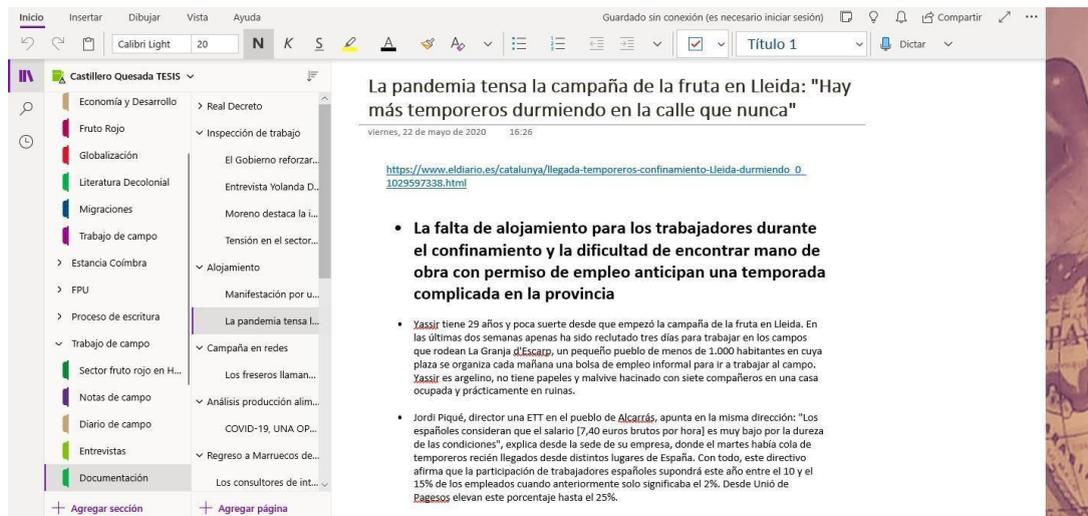 Inicio Insertar Dibujar Vista Ayuda
Guardado sin conexión (es necesario iniciar sesión) Compartir
Calibri Light 20 N K S A Título 1 Dictar
Castillero Quesada TESIS
Economía y Desarrollo
Fruto Rojo
Globalización
Literatura Decolonial
Migraciones
Trabajo de campo
Estancia Coímbra
FPU
Proceso de escritura
Trabajo de campo
Sector fruto rojo en H...
Notas de campo
Diario de campo
Entrevistas
Documentación
Agregar sección
Real Decreto
Inspección de trabajo
El Gobierno reforzar...
Entrevista Yolanda D...
Moreno destaca la i...
Tensión en el sector...
Alojamiento
Manifestación por u...
La pandemia tensa l...
Campaña en redes
Los freseros llaman...
Análisis producción alim...
COVID-19, UNA OP...
Regreso a Marruecos de...
Los consultores de int...
Agregar página
La pandemia tensa la campaña de la fruta en Lleida: "Hay
más temporeros durmiendo en la calle que nunca"
viernes, 22 de mayo de 2020 16:26
https://www.eldiario.es/catalunya/llegada-temporeros-confinamiento-Lleida-durmiendo_0_
1029597338.html
• La falta de alojamiento para los trabajadores durante
el confinamiento y la dificultad de encontrar mano de
obra con permiso de empleo anticipan una temporada
complicada en la provincia
• Yassir tiene 29 años y poca suerte desde que empezó la campaña de la fruta en Lleida. En
las últimas dos semanas apenas ha sido reclutado tres días para trabajar en los campos
que rodean La Granja d'Escarp, un pequeño pueblo de menos de 1.000 habitantes en cuya
plaza se organiza cada mañana una bolsa de empleo informal para ir a trabajar al campo.
Yassir es argelino, no tiene papeles y malvive hacinado con siete compañeros en una casa
ocupada y prácticamente en ruinas.
• Jordi Piqué, director una ETT en el pueblo de Alcarrás, apunta en la misma dirección: "Los
españoles consideran que el salario [7,40 euros brutos por hora] es muy bajo por la dureza
de las condiciones", explica desde la sede de su empresa, donde el martes había cola de
temporeros recién llegados desde distintos lugares de España. Con todo, este directivo
afirma que la participación de trabajadores españoles supondrá este año entre el 10 y el
15% de los empleados cuando anteriormente solo significaba el 2%. Desde Unió de
Pagesos elevan este porcentaje hasta el 25%.